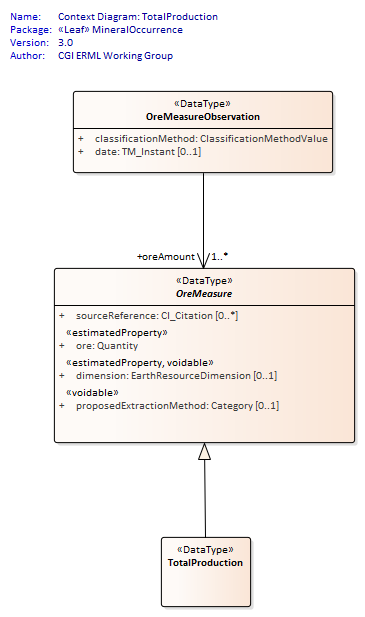 Name: Context Diagram: TotalProduction
Package: «Leaf» MineralOccurrence
Version: 3.0
Author: CGI ERML Working Group
«DataType»
OreMeasureObservation
+ classificationMethod: ClassificationMethodValue
+ date: TM_Instant [0..1]
+oreAmount 1..*
«DataType»
OreMeasure
+ sourceReference: CI_Citation [0..*]
«estimatedProperty»
+ ore: Quantity
«estimatedProperty, voidable»
+ dimension: EarthResourceDimension [0..1]
«voidable»
+ proposedExtractionMethod: Category [0..1]
«DataType»
TotalProduction